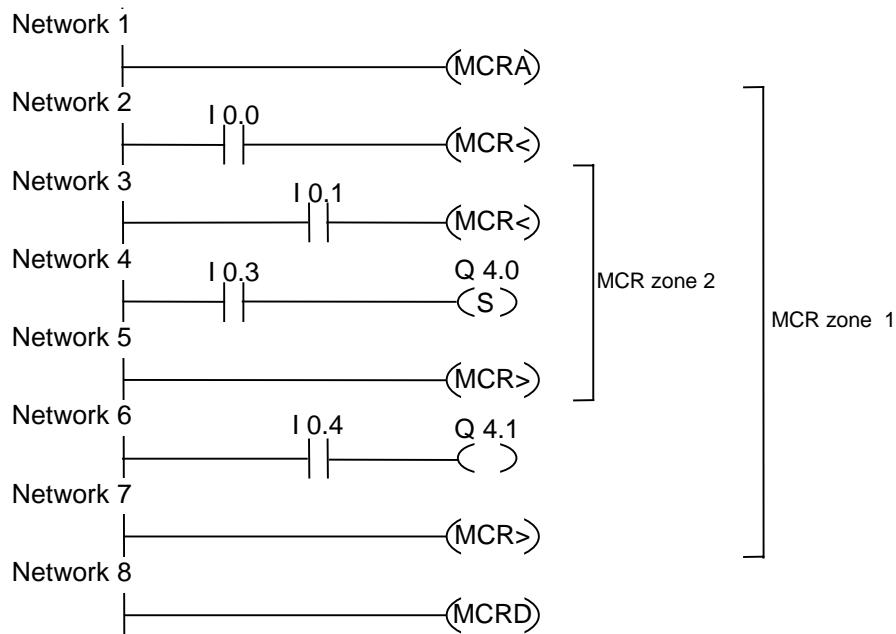 Network 1
(MCRA)
Network 2
I 0.0
(MCR<)
Network 3
I 0.1
(MCR<)
Network 4
I 0.3
Q 4.0
(S)
MCR zone 2
Network 5
(MCR>)
MCR zone 1
Network 6
I 0.4
Q 4.1
( )
Network 7
(MCR>)
Network 8
(MCRD)